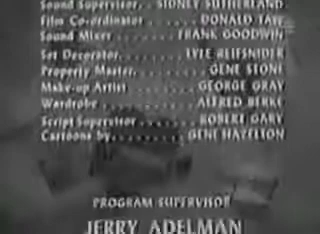 Sound Supervisor.... SIDNEY SUTHERLAND
Film Co-ordinator............ DONALD TAIT
Sound Mixer........ FRANK GOODWIN
Set Decorator........ LYLE REIFSNIDER
Property Master............ GENE STONE
Make-up Artist............ GEORGE GRAY
Wardrobe............ ALFRED BERKE
Script Supervisor........ ROBERT GARY
Cartoons by............ GENE HAZELTON
PROGRAM SUPERVISOR
JERRY ADELMAN